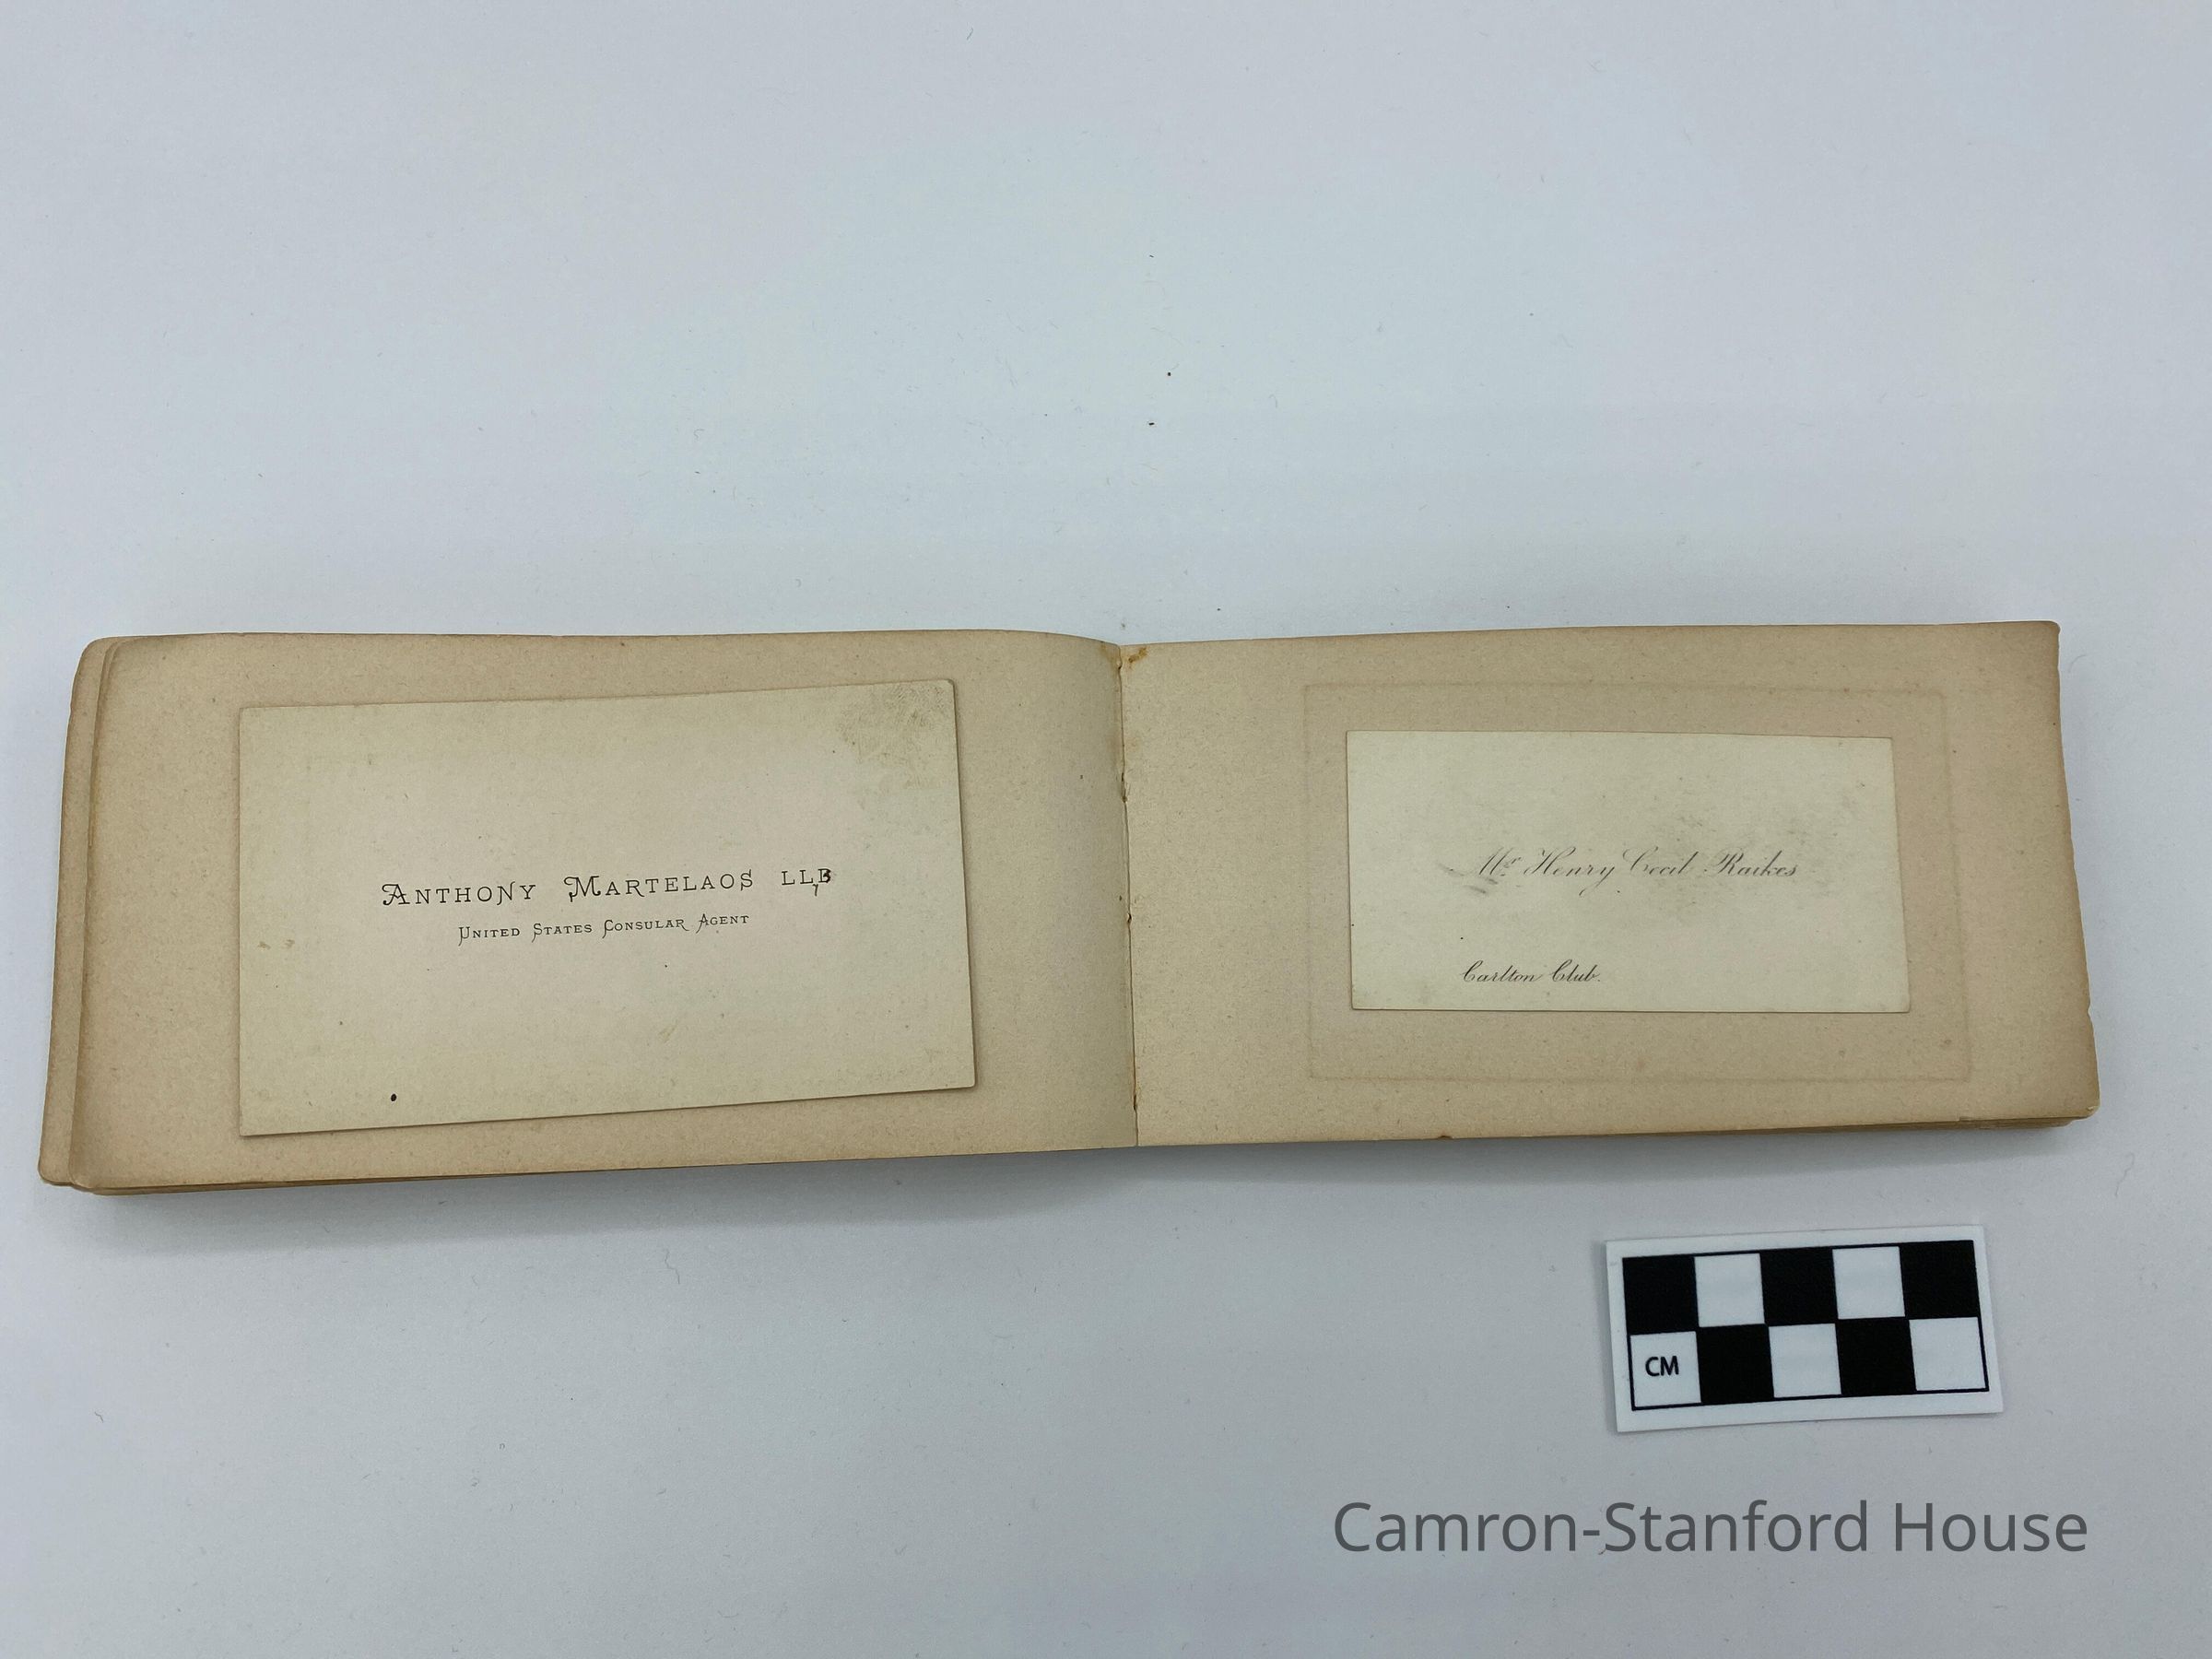 ANTHONY MARTELAOS LLB
UNITED STATES CONSULAR AGENT
Mr. Henry Cecil Raikes
Carlton Club.
CM
Camron-Stanford House